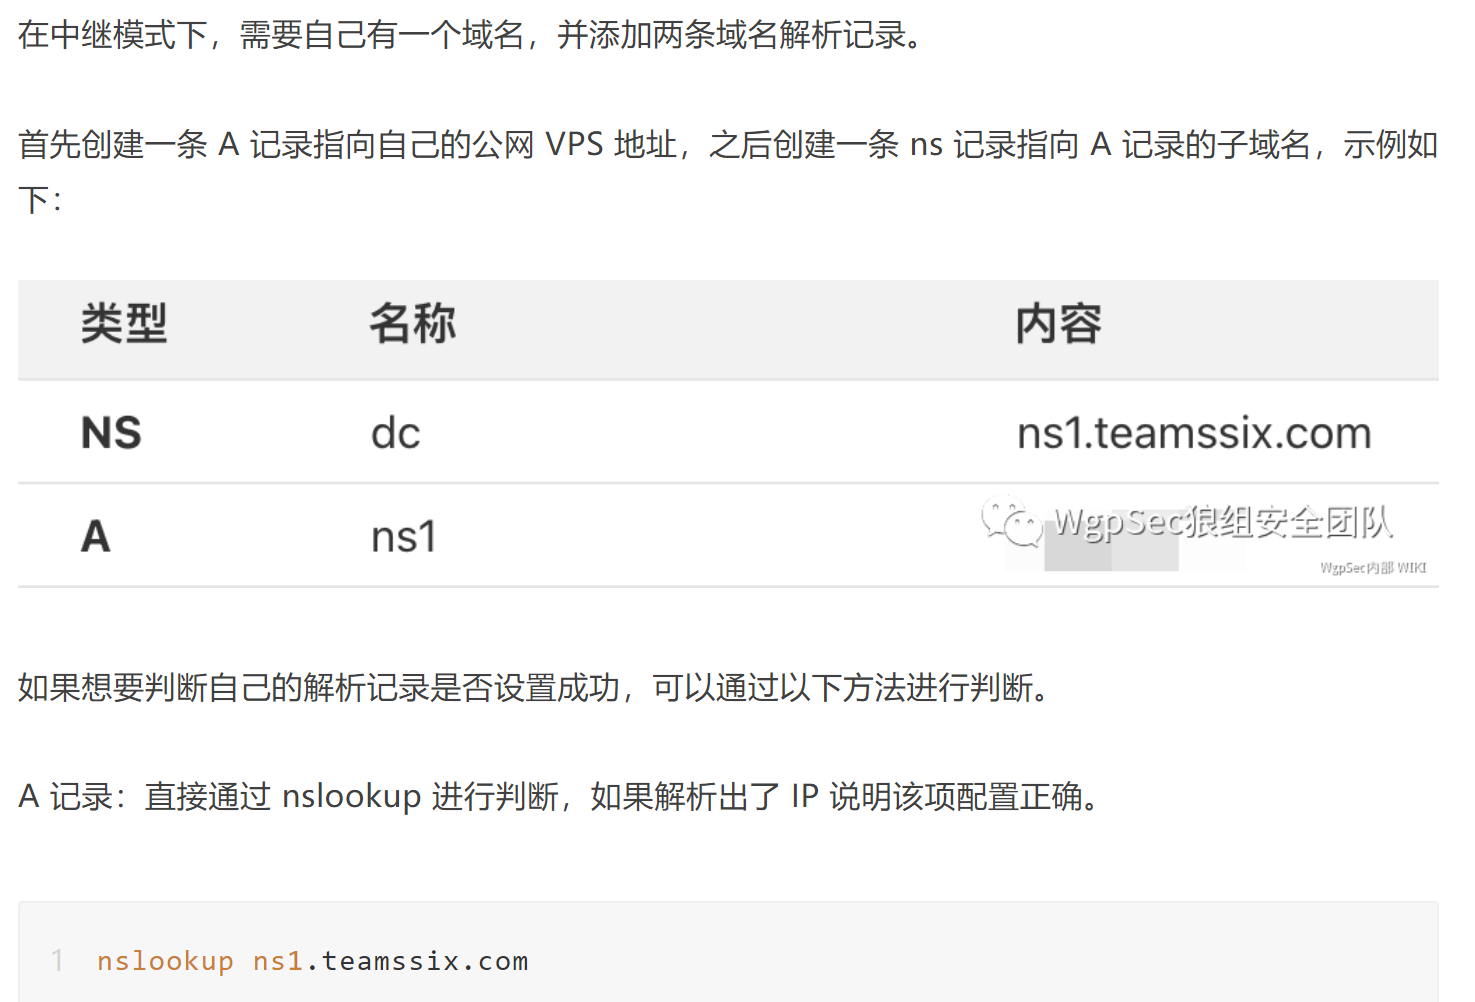 在中继模式下，需要自己有一个域名，并添加两条域名解析记录。
首先创建一条 A 记录指向自己的公网 VPS 地址，之后创建一条 ns 记录指向 A 记录的子域名，示例如
下：
类型 名称 内容
NS dc ns1.teamssix.com
A ns1
WgpSec狼组安全团队
WgpSec内部 WIKI
如果想要判断自己的解析记录是否设置成功，可以通过以下方法进行判断。
A 记录：直接通过 nslookup 进行判断，如果解析出了 IP 说明该项配置正确。
1 nslookup ns1.teamssix.com